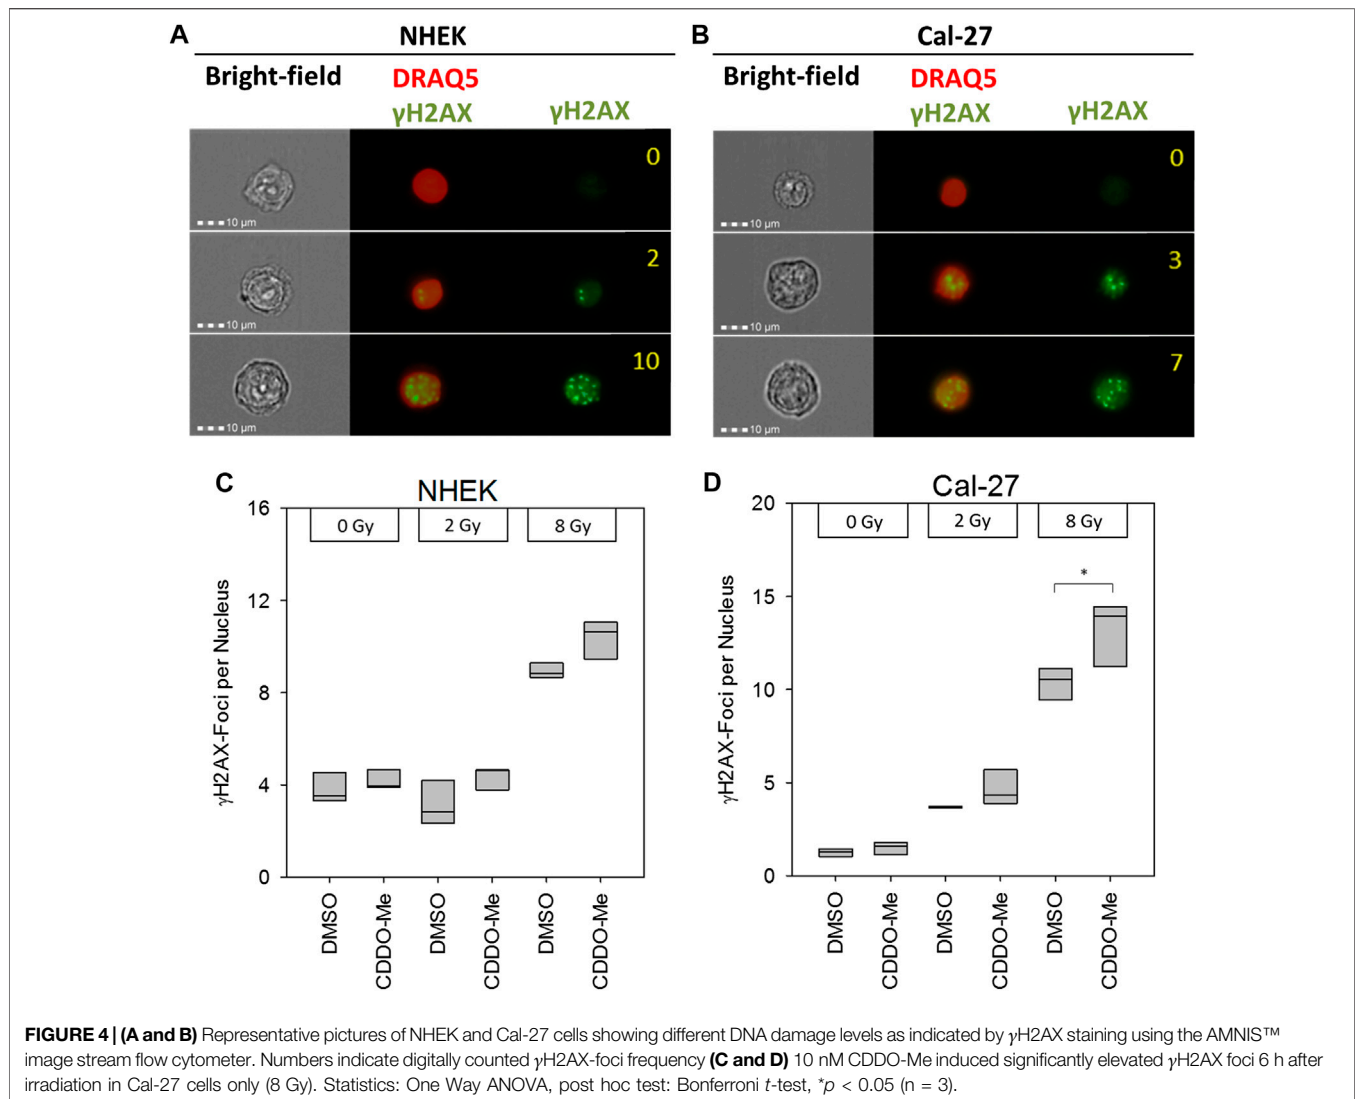 A NHEK
Bright-field DRAQ5
γH2AX γH2AX
0
10 µm
2
10 µm
10
10 µm
B Cal-27
Bright-field DRAQ5
γH2AX γH2AX
0
10 µm
3
10 µm
7
10 µm
C NHEK
γH2AX-Foci per Nucleus
16
12
8
4
0
0 Gy 2 Gy 8 Gy
DMSO CDDO-Me DMSO CDDO-Me DMSO CDDO-Me
D Cal-27
γH2AX-Foci per Nucleus
20
15
10
5
0
0 Gy 2 Gy 8 Gy
*
DMSO CDDO-Me DMSO CDDO-Me DMSO CDDO-Me
FIGURE 4 | (A and B) Representative pictures of NHEK and Cal-27 cells showing different DNA damage levels as indicated by γH2AX staining using the AMNIS™
image stream flow cytometer. Numbers indicate digitally counted γH2AX-foci frequency (C and D) 10 nM CDDO-Me induced significantly elevated γH2AX foci 6 h after
irradiation in Cal-27 cells only (8 Gy). Statistics: One Way ANOVA, post hoc test: Bonferroni t-test, *p < 0.05 (n = 3).